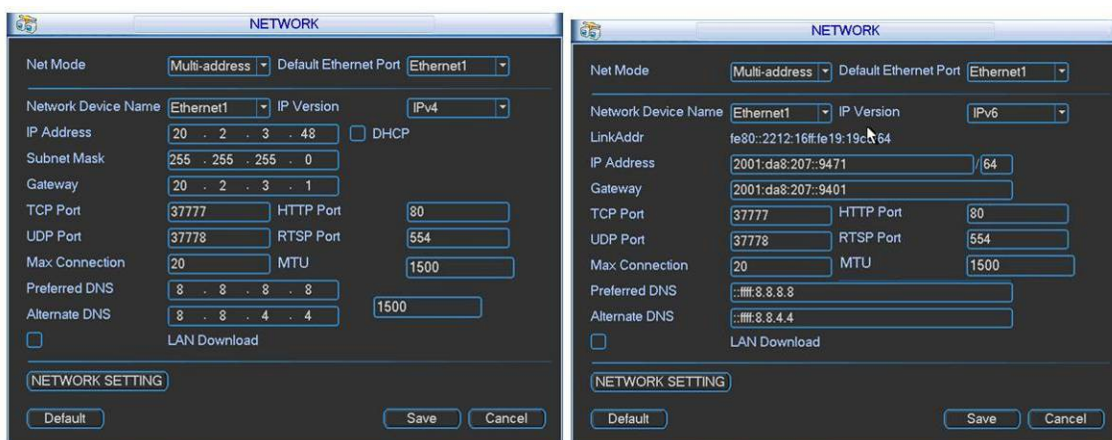 NETWORK
Net Mode Multi-address Default Ethernet Port Ethernet1
Network Device Name Ethernet1 IP Version IPv4
IP Address 20 . 2 . 3 . 48 DHCP
Subnet Mask 255 . 255 . 255 . 0
Gateway 20 . 2 . 3 . 1
TCP Port 37777 HTTP Port 80
UDP Port 37778 RTSP Port 554
Max Connection 20 MTU 1500
Preferred DNS 8 . 8 . 8 . 8
1500
Alternate DNS 8 . 8 . 4 . 4
LAN Download
NETWORK SETTING
Default Save Cancel
NETWORK
Net Mode Multi-address Default Ethernet Port Ethernet1
Network Device Name Ethernet1 IP Version IPv6
LinkAddr fe80::2212:16ff:fe19:19c 64
IP Address 2001:da8:207::9471 / 64
Gateway 2001:da8:207::9401
TCP Port 37777 HTTP Port 80
UDP Port 37778 RTSP Port 554
Max Connection 20 MTU 1500
Preferred DNS ::ffff:8.8.8.8
Alternate DNS ::ffff:8.8.4.4
LAN Download
NETWORK SETTING
Default Save Cancel